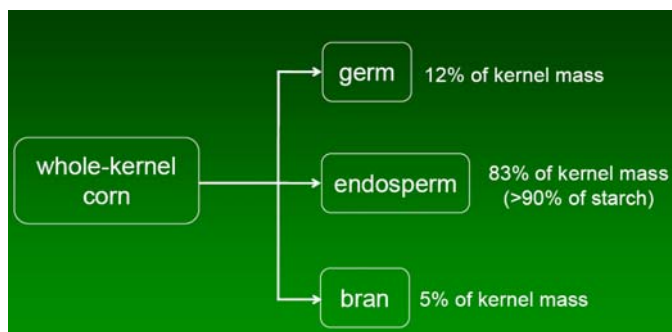 germ
12% of kernel mass
whole-kernel
corn
endosperm
83% of kernel mass
(>90% of starch)
bran
5% of kernel mass